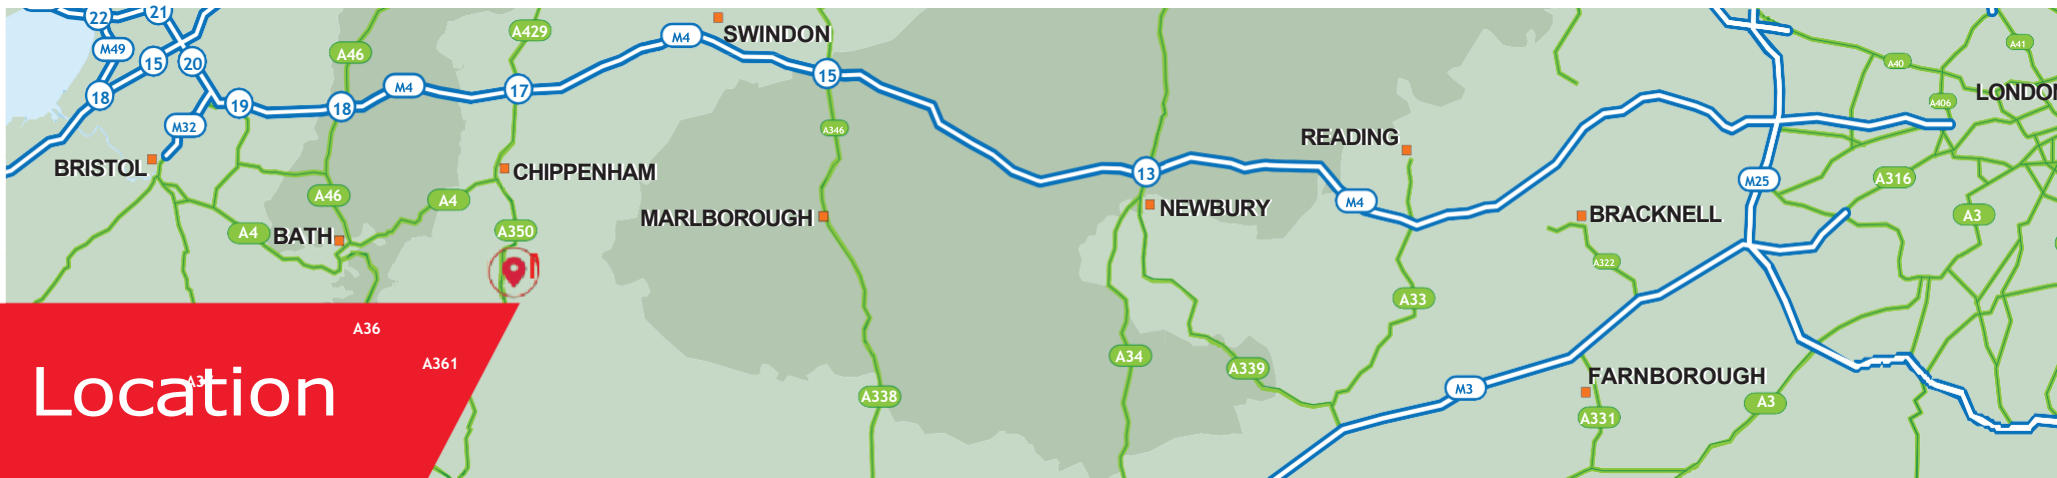 22
21
M49
15
20
18
M32
19
A46
18
M4
A429
17
M4
SWINDON
15
A346
BRISTOL
A46
A4
BATH
A4
CHIPPENHAM
A350
MARLBOROUGH
13
NEWBURY
READING
M4
A33
BRACKNELL
A322
M25
A40
A41
A406
LONDON
A316
A3
A36
A361
Location
A338
A34
A339
M3
FARNBOROUGH
A331
A3